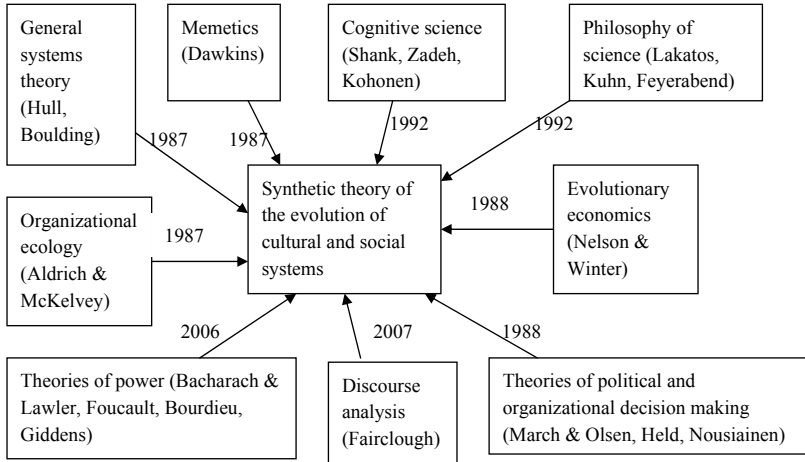 General
systems
theory
(Hull,
Boulding)
Memetics
(Dawkins)
Cognitive science
(Shank, Zadeh,
Kohonen)
Philosophy of
science (Lakatos,
Kuhn, Feyerabend)
1987
1987
1992
1992
Organizational
ecology
(Aldrich &
McKelvey)
1987
Synthetic theory of
the evolution of
cultural and social
systems
1988
Evolutionary
economics
(Nelson &
Winter)
2006
2007
1988
Theories of power (Bacharach &
Lawler, Foucault, Bourdieu,
Giddens)
Discourse
analysis
(Fairclough)
Theories of political and
organizational decision making
(March & Olsen, Held, Nousiainen)